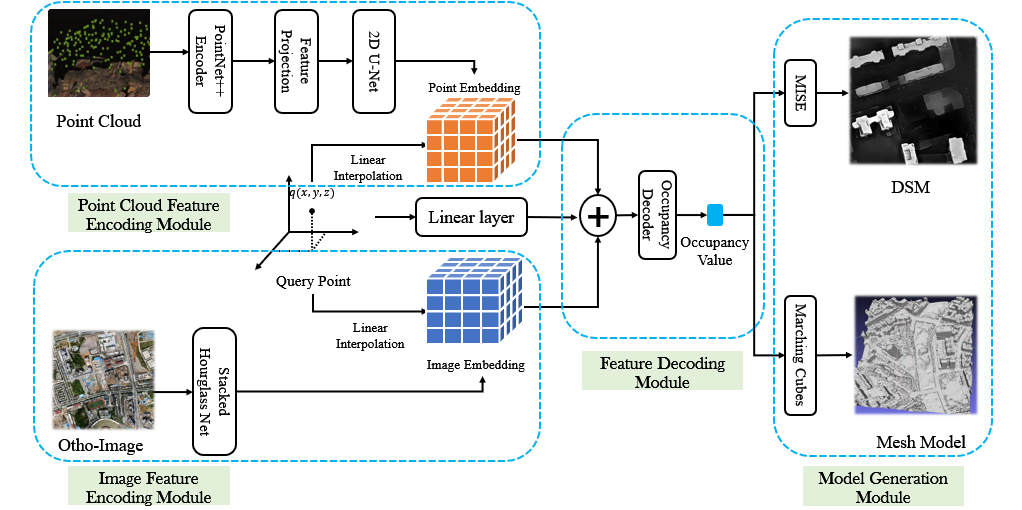 Point Cloud
PointNet++
Encoder
Feature
Projection
2D U-Net
Point Embedding
Linear
Interpolation
Point Cloud Feature
Encoding Module
q(x, y, z)
Linear layer
Query Point
Linear
Interpolation
Image Embedding
Otho-Image
Stacked
Hourglass Net
Image Feature
Encoding Module
+
Occupancy
Decoder
Occupancy
Value
Feature Decoding
Module
MISE
DSM
Marching Cubes
Mesh Model
Model Generation
Module